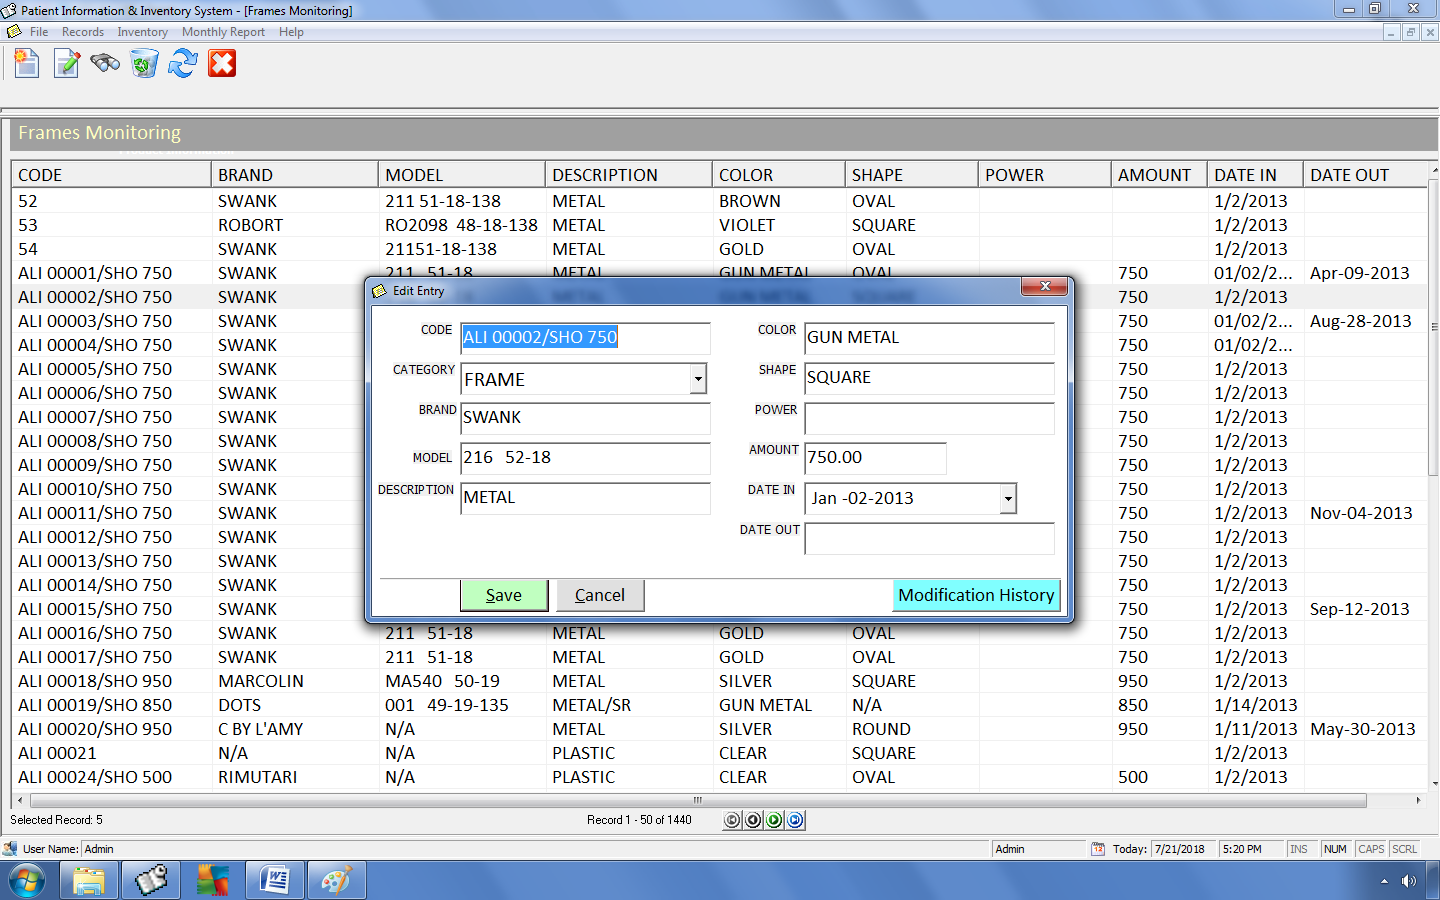 Patient Information & Inventory System - [Frames Monitoring]
File Records Inventory Monthly Report Help
Frames Monitoring
CODE BRAND MODEL DESCRIPTION COLOR SHAPE POWER AMOUNT DATE IN DATE OUT
52 SWANK 211 51-18-138 METAL BROWN OVAL 1/2/2013
53 ROBORT RO2098 48-18-138 METAL VIOLET SQUARE 1/2/2013
54 SWANK 21151-18-138 METAL GOLD OVAL 1/2/2013
ALI 00001/SHO 750 SWANK 211 51-18 METAL GUN METAL OVAL 750 01/02/2... Apr-09-2013
ALI 00002/SHO 750 SWANK 750 1/2/2013
ALI 00003/SHO 750 SWANK 750 01/02/2... Aug-28-2013
ALI 00004/SHO 750 SWANK 750 01/02/2...
ALI 00005/SHO 750 SWANK 750 1/2/2013
ALI 00006/SHO 750 SWANK 750 1/2/2013
ALI 00007/SHO 750 SWANK 750 1/2/2013
ALI 00008/SHO 750 SWANK 750 1/2/2013
ALI 00009/SHO 750 SWANK 750 1/2/2013
ALI 00010/SHO 750 SWANK 750 1/2/2013
ALI 00011/SHO 750 SWANK 750 1/2/2013 Nov-04-2013
ALI 00012/SHO 750 SWANK 750 1/2/2013
ALI 00013/SHO 750 SWANK 750 1/2/2013
ALI 00014/SHO 750 SWANK 750 1/2/2013
ALI 00015/SHO 750 SWANK 750 1/2/2013 Sep-12-2013
ALI 00016/SHO 750 SWANK 211 51-18 METAL GOLD OVAL 750 1/2/2013
ALI 00017/SHO 750 SWANK 211 51-18 METAL GOLD OVAL 750 1/2/2013
ALI 00018/SHO 950 MARCOLIN MA540 50-19 METAL SILVER SQUARE 950 1/2/2013
ALI 00019/SHO 850 DOTS 001 49-19-135 METAL/SR GUN METAL N/A 850 1/14/2013
ALI 00020/SHO 950 C BY L'AMY N/A METAL SILVER ROUND 950 1/11/2013 May-30-2013
ALI 00021 N/A N/A PLASTIC CLEAR SQUARE 1/2/2013
ALI 00024/SHO 500 RIMUTARI N/A PLASTIC CLEAR OVAL 500 1/2/2013
Edit Entry
CODE ALI 00002/SHO 750 COLOR GUN METAL
CATEGORY FRAME SHAPE SQUARE
BRAND SWANK POWER
MODEL 216 52-18 AMOUNT 750.00
DESCRIPTION METAL DATE IN Jan -02-2013
DATE OUT
Save Cancel Modification History
Selected Record: 5 Record 1 - 50 of 1440
User Name: Admin Admin Today: 7/21/2018 5:20 PM INS NUM CAPS SCRL